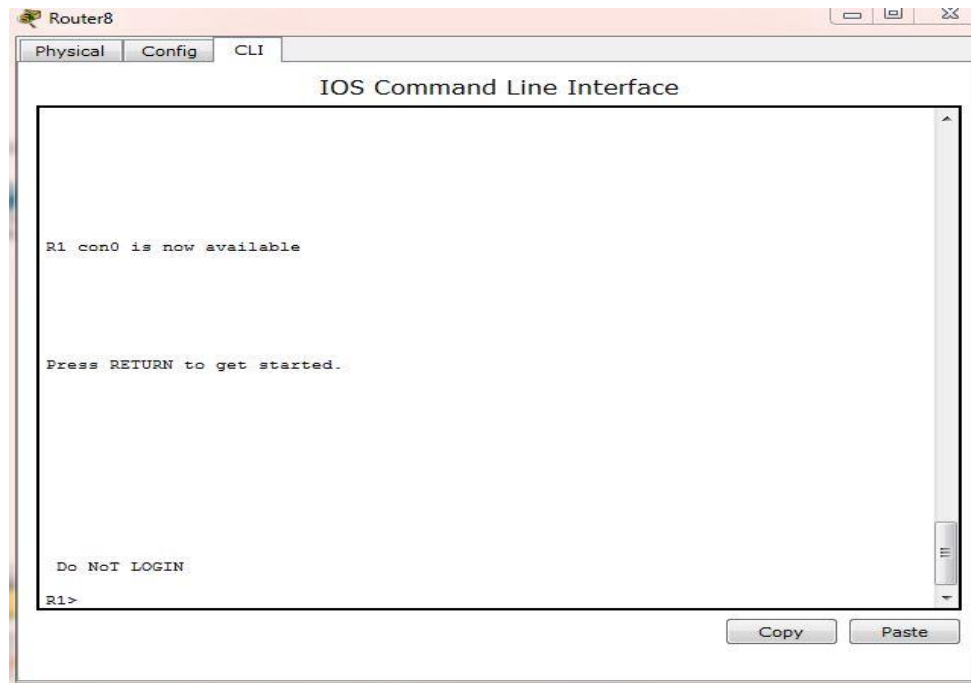 Router8
Physical Config CLI
IOS Command Line Interface
R1 con0 is now available
Press RETURN to get started.
Do NoT LOGIN
R1>
Copy Paste